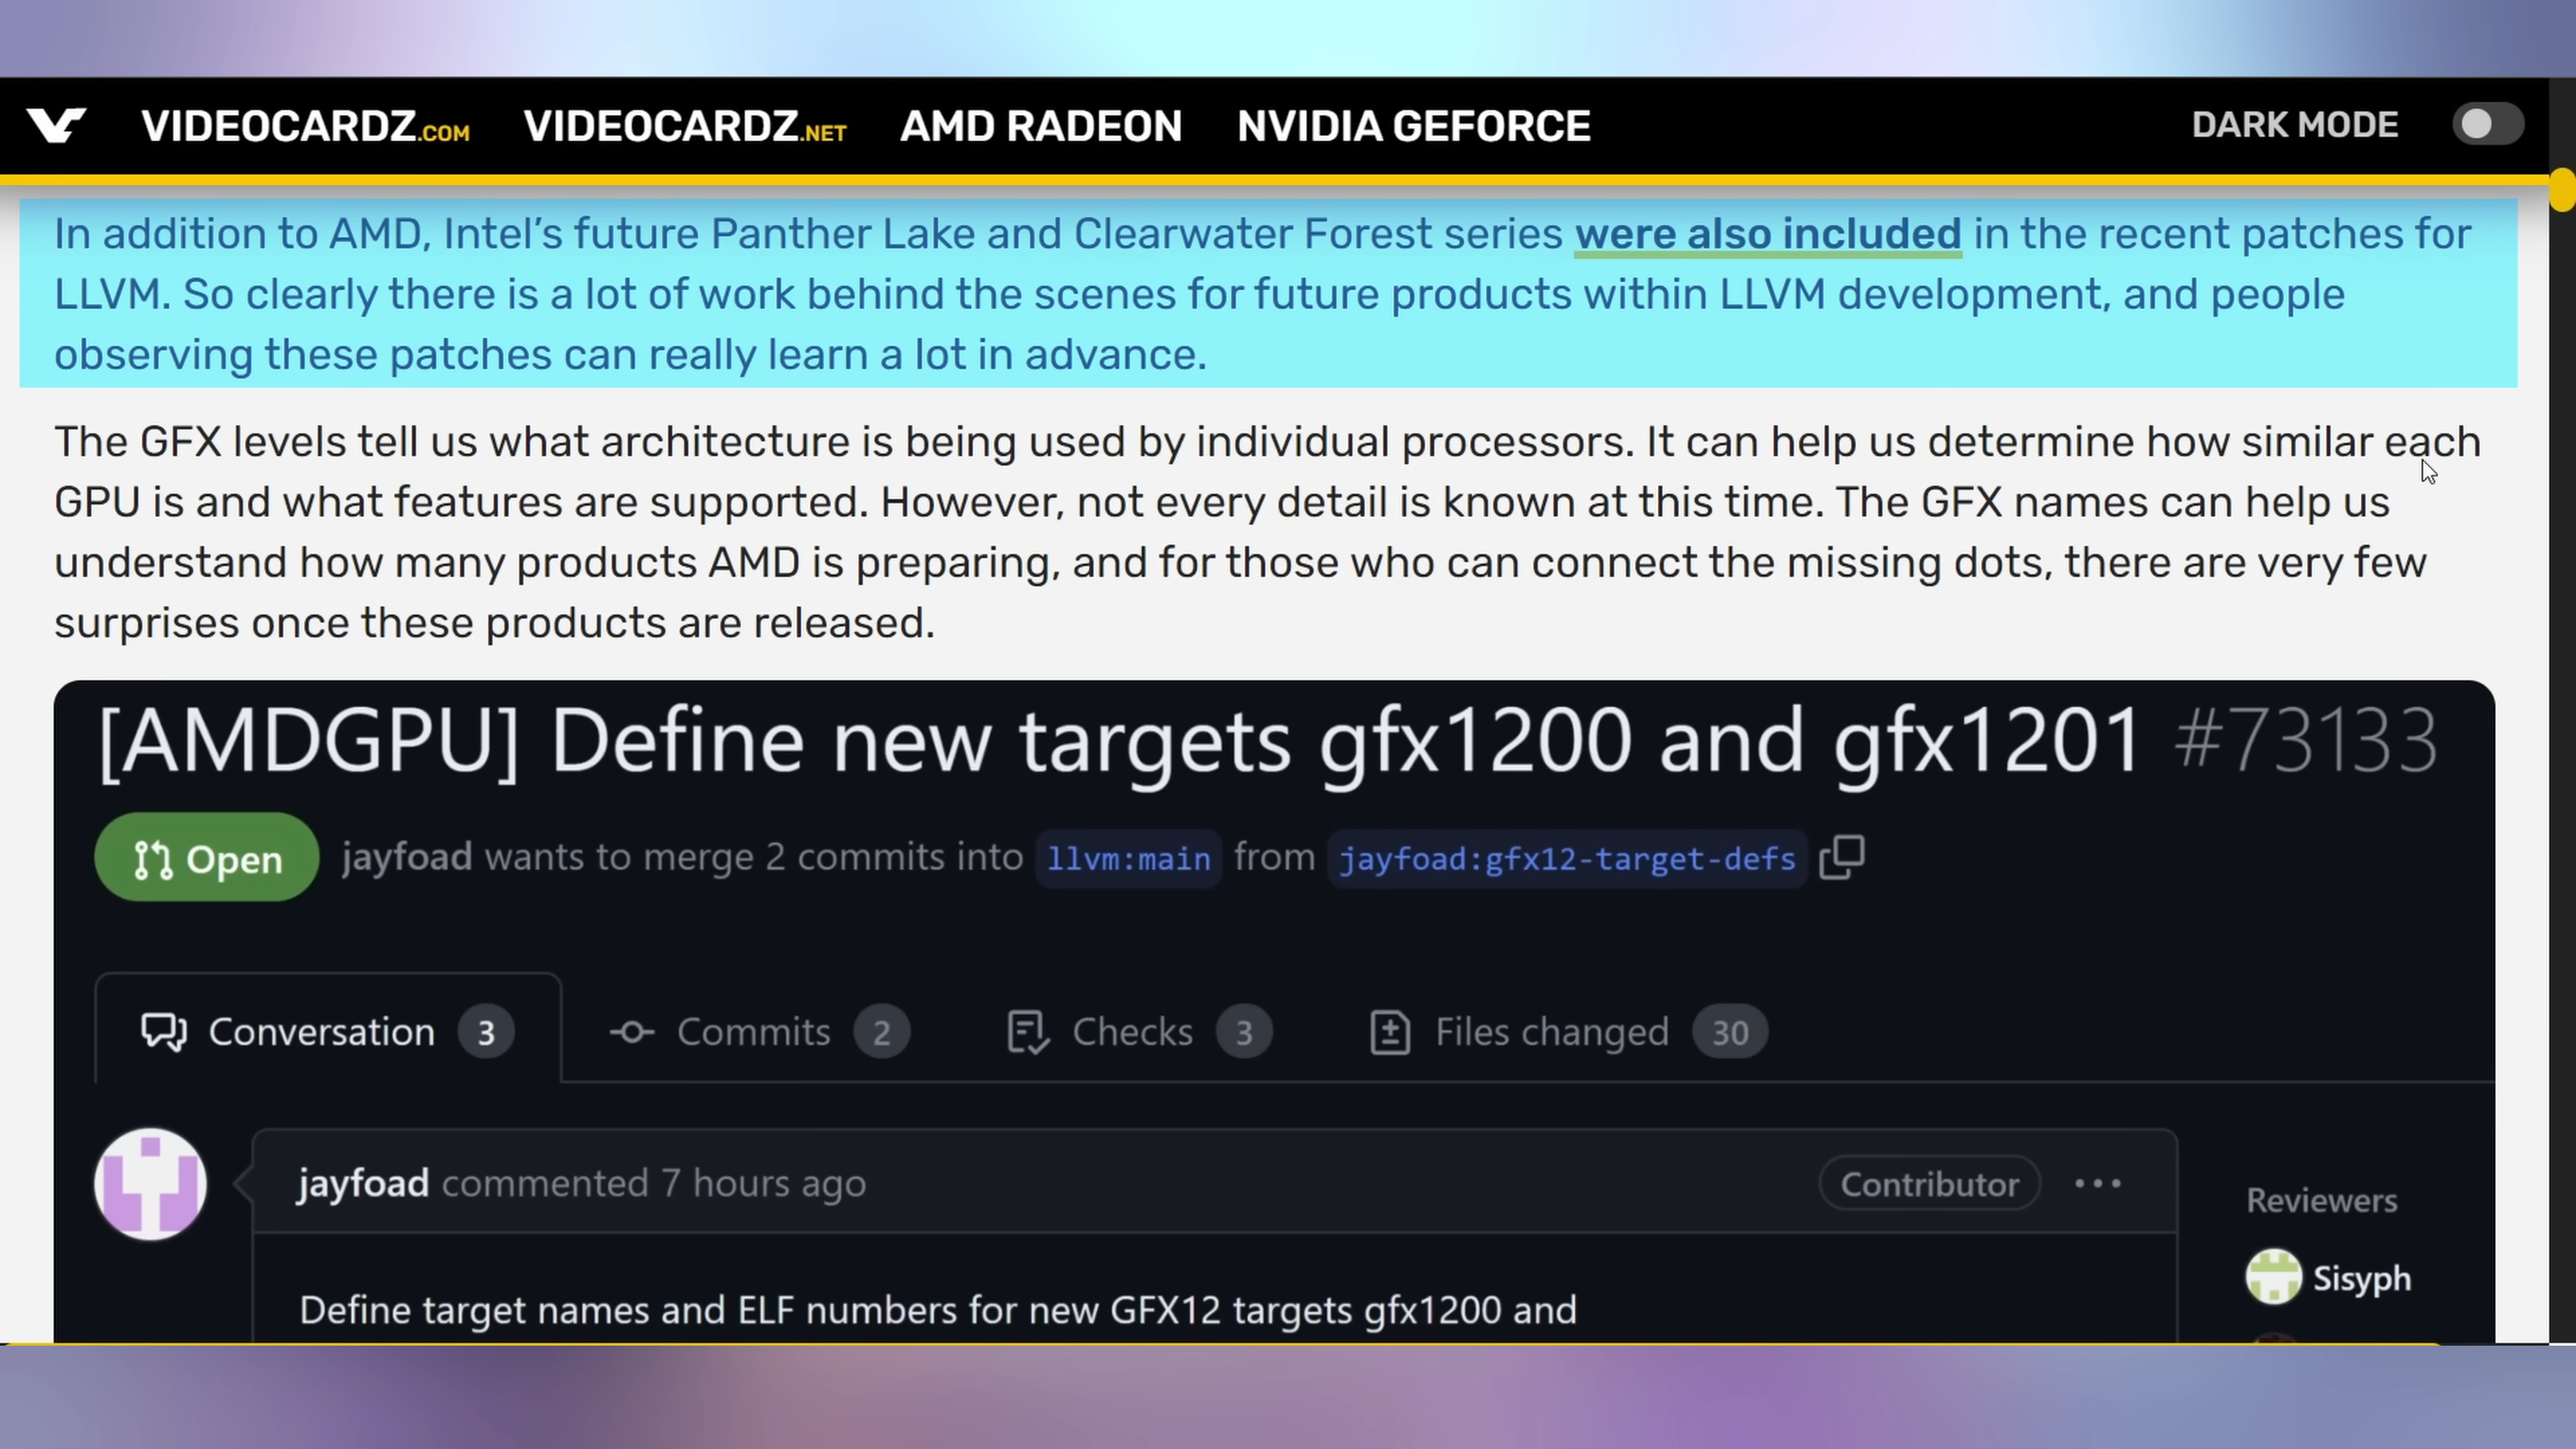 VIDEOCARDZ.COM VIDEOCARDZ.NET AMD RADEON NVIDIA GEFORCE DARK MODE
In addition to AMD, Intel’s future Panther Lake and Clearwater Forest series were also included in the recent patches for
LLVM. So clearly there is a lot of work behind the scenes for future products within LLVM development, and people
observing these patches can really learn a lot in advance.
The GFX levels tell us what architecture is being used by individual processors. It can help us determine how similar each
GPU is and what features are supported. However, not every detail is known at this time. The GFX names can help us
understand how many products AMD is preparing, and for those who can connect the missing dots, there are very few
surprises once these products are released.
[AMDGPU] Define new targets gfx1200 and gfx1201 #73133
Open jayfoad wants to merge 2 commits into llvm:main from jayfoad:gfx12-target-defs
Conversation 3 Commits 2 Checks 3 Files changed 30
jayfoad commented 7 hours ago Contributor ...
Reviewers
Sisyph
Define target names and ELF numbers for new GFX12 targets gfx1200 and